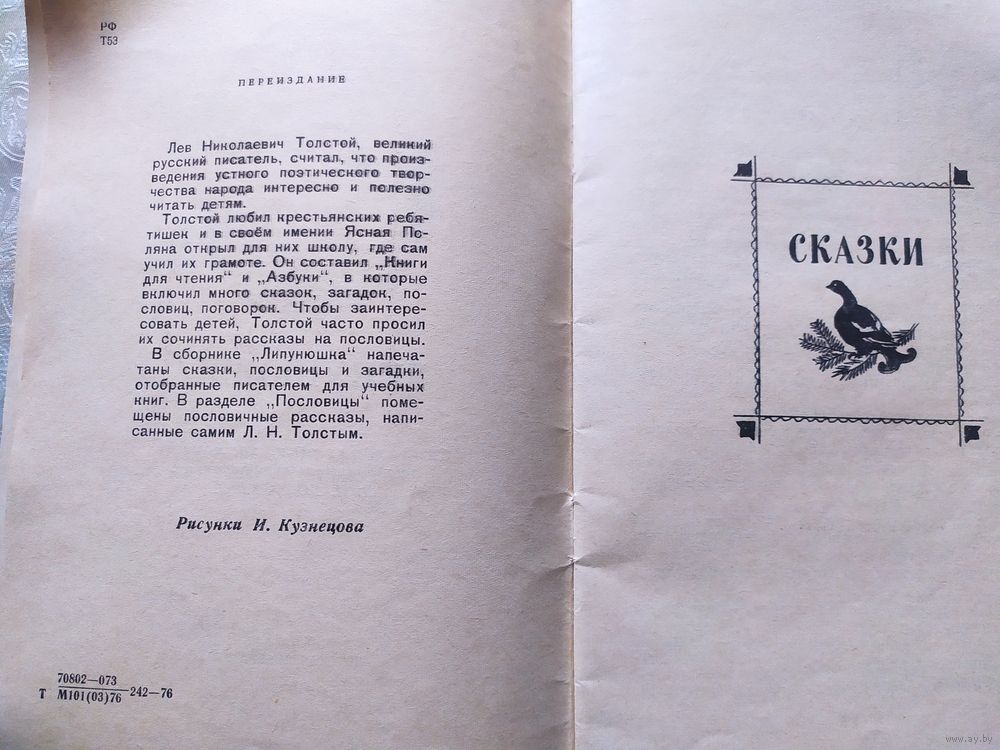 РФ
Т53
ПЕРЕИЗДАНИЕ
Лев Николаевич Толстой, великий
русский писатель, считал, что произ-
ведения устного поэтического твор-
чества народа интересно и полезно
читать детям.
Толстой любил крестьянских ребя-
тишек и в своём имении Ясная По-
ляна открыл для них школу, где сам
учил их грамоте. Он составил „Книги
для чтения“ и „Азбуки“, в которые
включил много сказок, загадок, по-
словиц, поговорок. Чтобы заинтере-
совать детей, Толстой часто просил
их сочинять рассказы на пословицы.
В сборнике „Липунюшка“ напеча-
таны сказки, пословицы и загадки,
отобранные писателем для учебных
книг. В разделе „Пословицы“ поме-
щены пословичные рассказы, напи-
санные самим Л. Н. Толстым.
Рисунки И. Кузнецова
70802—073
Т М101(03)76 242—76
СКАЗКИ
www.ay.by